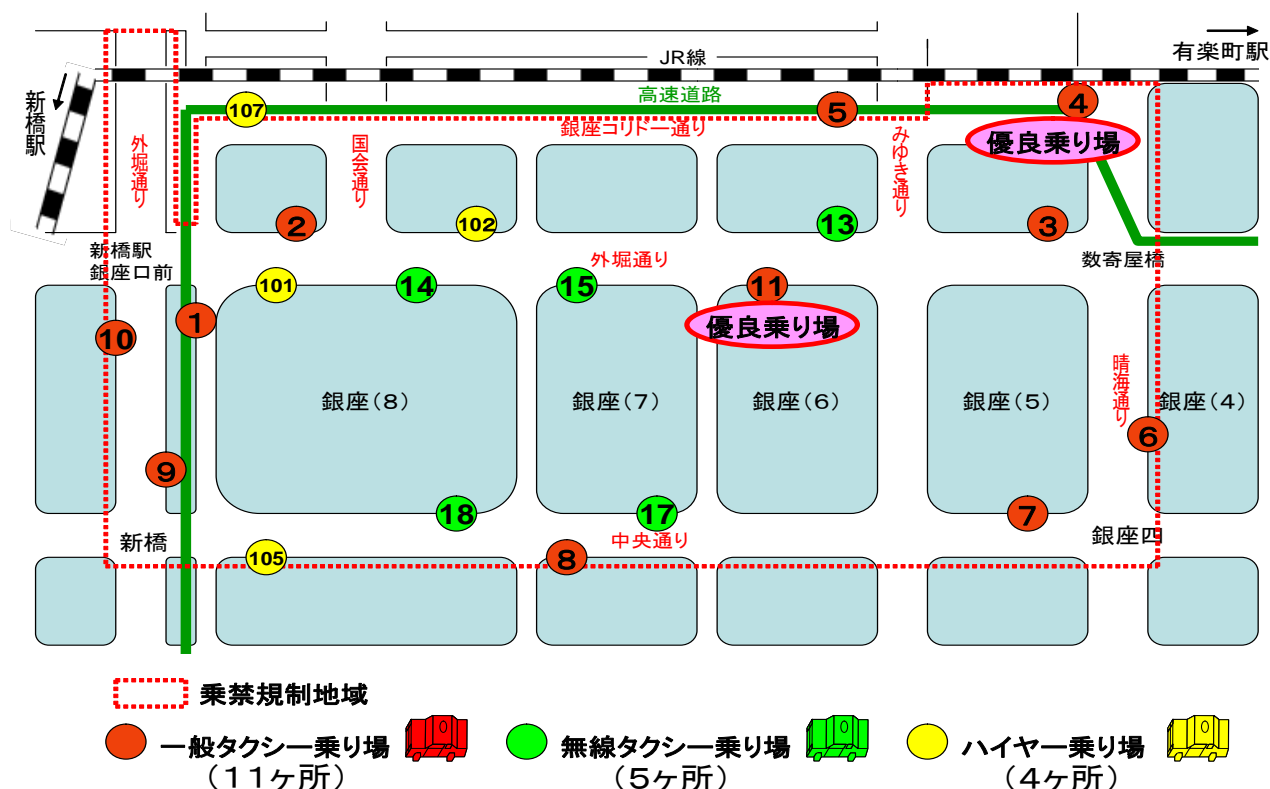 有楽町駅
JR線
新橋駅
107
高速道路
5
4
銀座コリドー通り
優良乗り場
外堀通り
国会通り
みゆき通り
2
102
13
3
新橋駅
銀座口前
外堀通り
数寄屋橋
101
14
15
11
優良乗り場
1
10
銀座(8)
銀座(7)
銀座(6)
銀座(5)
晴海通り
銀座(4)
6
9
18
17
7
新橋
中央通り
銀座四
105
8
乗禁規制地域
一般タクシー乗り場
(11ヶ所)
無線タクシー乗り場
(5ヶ所)
ハイヤー乗り場
(4ヶ所)